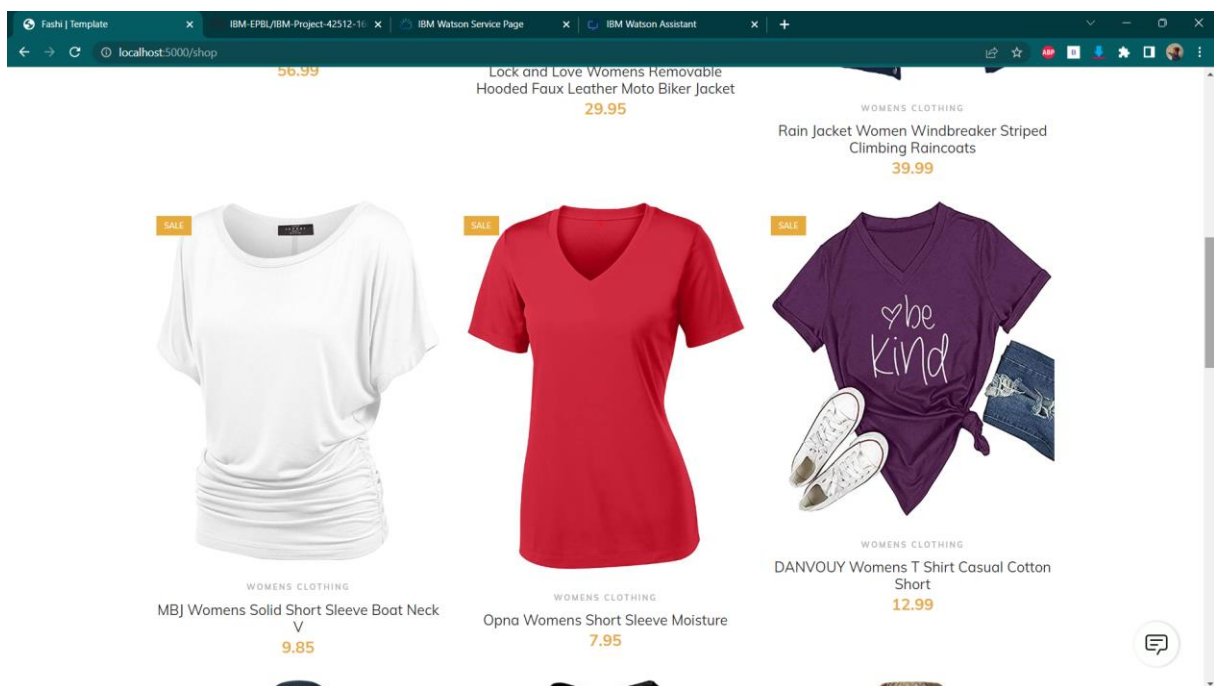 Fashi | Template
IBM-EPBL/IBM-Project-42512-16
IBM Watson Service Page
IBM Watson Assistant
localhost:5000/shop
ABP
56.99
Lock and Love Womens Removable
Hooded Faux Leather Moto Biker Jacket
29.95
WOMENS CLOTHING
Rain Jacket Women Windbreaker Striped
Climbing Raincoats
39.99
SALE
SALE
SALE
be
kind
WOMENS CLOTHING
MBJ Womens Solid Short Sleeve Boat Neck
V
9.85
WOMENS CLOTHING
Opna Womens Short Sleeve Moisture
7.95
WOMENS CLOTHING
DANVOUY Womens T Shirt Casual Cotton
Short
12.99